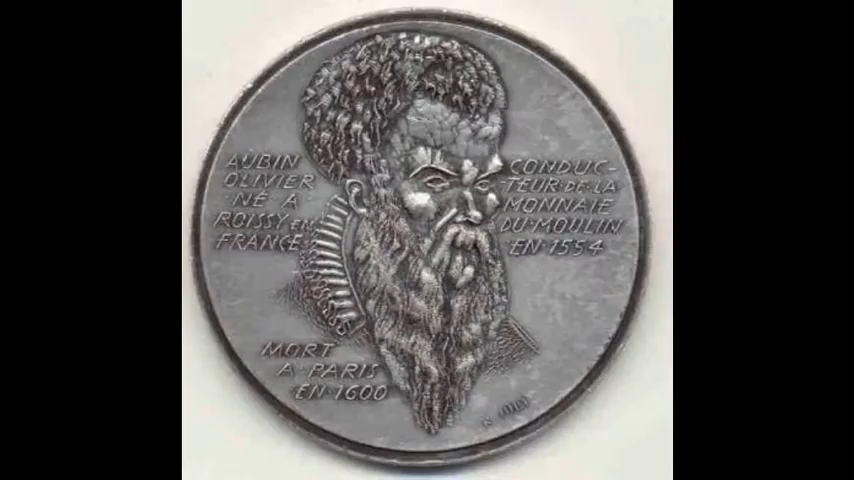 AUBIN
OLIVIER
NÉ A
ROISSY EN
FRANCE
CONDUC-
TEUR·DE·LA
MONNAIE
DU·MOULIN
EN·1554
MORT
A·PARIS
EN·1600